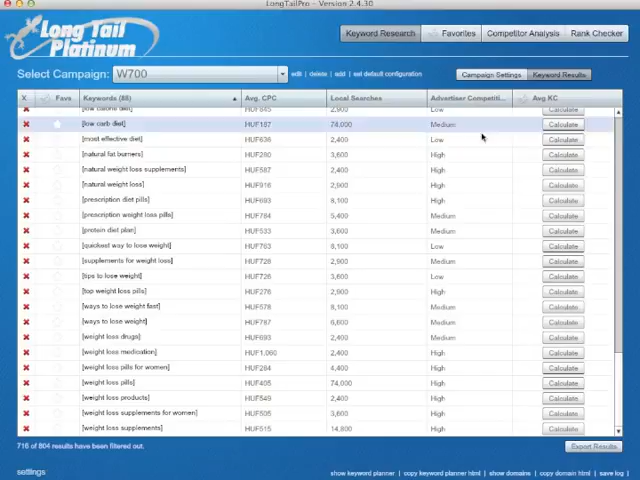 LongTailPro - Version 2.4.30
Long Tail Platinum
Keyword Research Favorites Competitor Analysis Rank Checker
Select Campaign: W700 edit | delete | add | set default configuration Campaign Settings Keyword Results
X Favs Keywords (88) Avg. CPC Local Searches Advertiser Competiti... Avg KC
[low calorie diet] HUF845 2,900 Low Calculate
[low carb diet] HUF187 74,000 Medium Calculate
[most effective diet] HUF636 2,400 Low Calculate
[natural fat burners] HUF280 3,600 High Calculate
[natural weight loss supplements] HUF587 2,400 High Calculate
[natural weight loss] HUF916 2,900 High Calculate
[prescription diet pills] HUF693 8,100 High Calculate
[prescription weight loss pills] HUF784 5,400 Medium Calculate
[protein diet plan] HUF533 3,600 Medium Calculate
[quickest way to lose weight] HUF763 8,100 Low Calculate
[supplements for weight loss] HUF728 2,900 Medium Calculate
[tips to lose weight] HUF726 3,600 Low Calculate
[top weight loss pills] HUF276 2,900 High Calculate
[ways to lose weight fast] HUF578 8,100 Medium Calculate
[ways to lose weight] HUF787 6,600 Medium Calculate
[weight loss drugs] HUF693 2,400 Medium Calculate
[weight loss medication] HUF1,060 2,400 High Calculate
[weight loss pills for women] HUF284 4,400 High Calculate
[weight loss pills] HUF405 74,000 High Calculate
[weight loss products] HUF549 2,400 High Calculate
[weight loss supplements for women] HUF505 3,600 High Calculate
[weight loss supplements] HUF515 14,800 High Calculate
716 of 804 results have been filtered out. Export Results
settings show keyword planner | copy keyword planner html | show domains | copy domain html | save log |